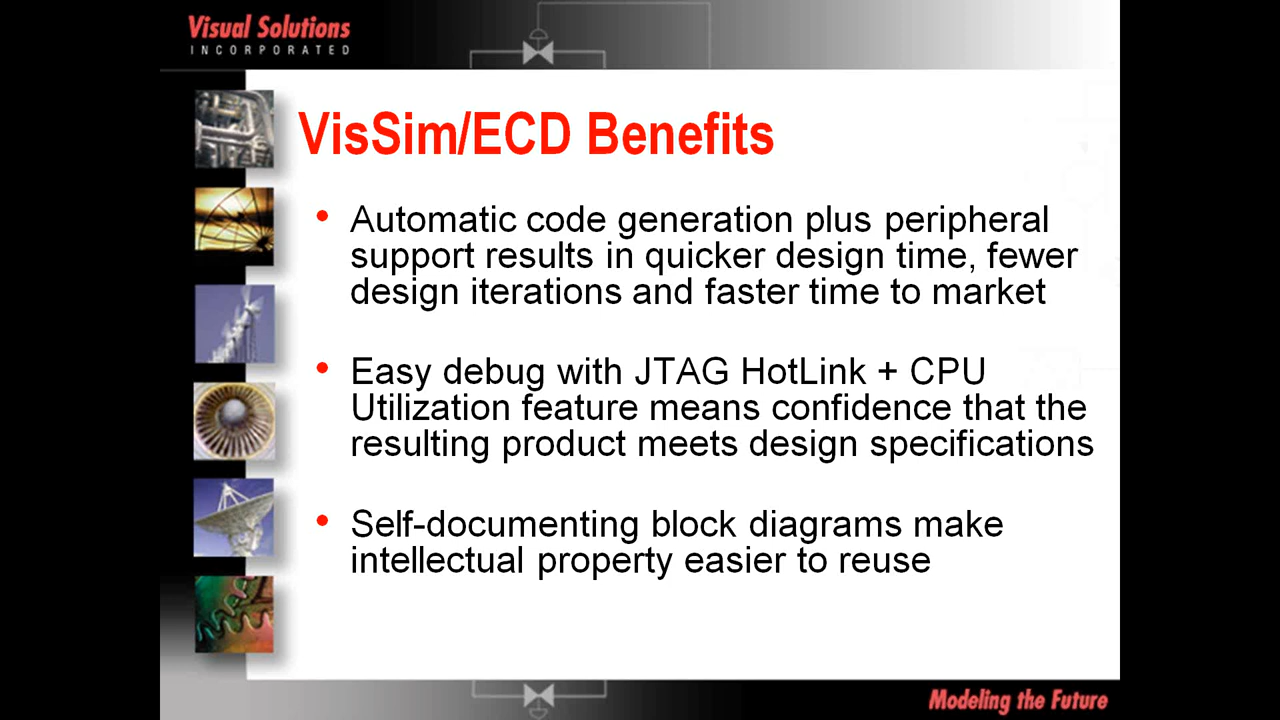 Visual Solutions
INCORPORATED
VisSim/ECD Benefits
• Automatic code generation plus peripheral
support results in quicker design time, fewer
design iterations and faster time to market
• Easy debug with JTAG HotLink + CPU
Utilization feature means confidence that the
resulting product meets design specifications
• Self-documenting block diagrams make
intellectual property easier to reuse
Modeling the Future